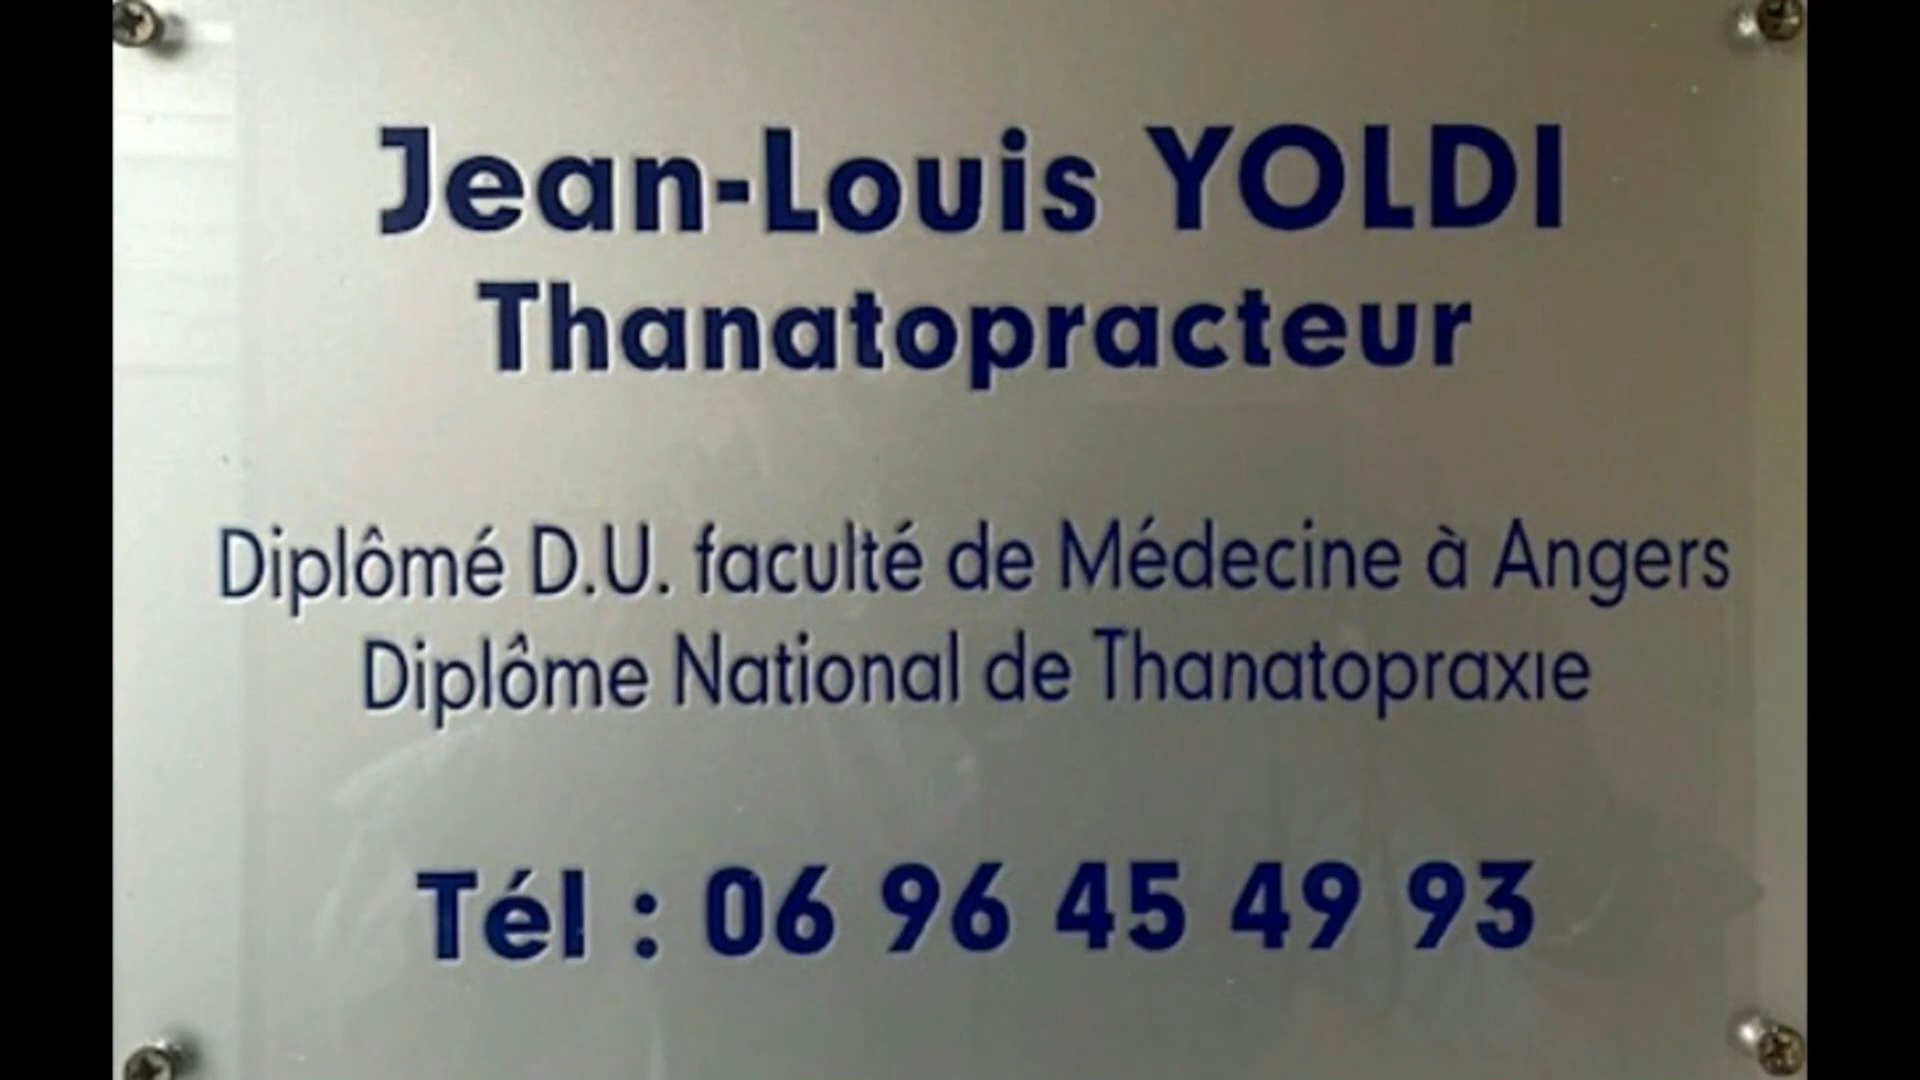 Jean-Louis YOLDI
Thanatopracteur
Diplômé D.U. faculté de Médecine à Angers
Diplôme National de Thanatopraxie
Tél : 06 96 45 49 93